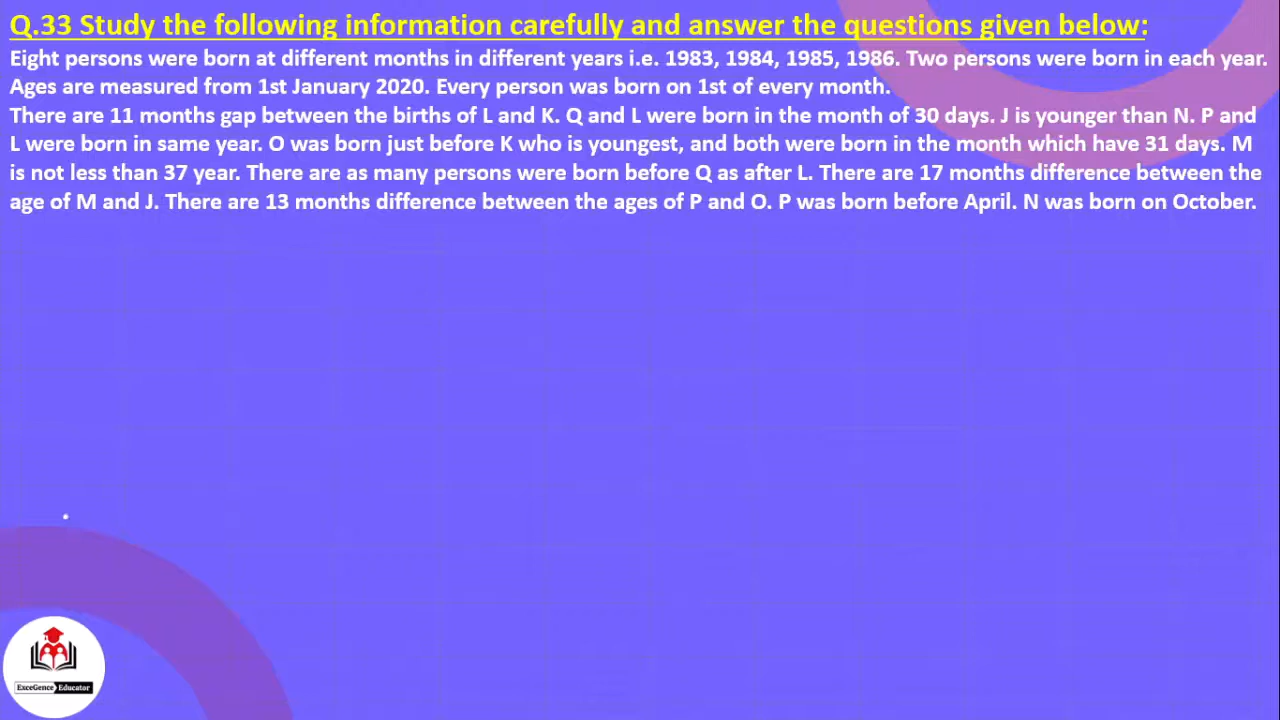 Q.33 Study the following information carefully and answer the questions given below:
Eight persons were born at different months in different years i.e. 1983, 1984, 1985, 1986. Two persons were born in each year.
Ages are measured from 1st January 2020. Every person was born on 1st of every month.
There are 11 months gap between the births of L and K. Q and L were born in the month of 30 days. J is younger than N. P and
L were born in same year. O was born just before K who is youngest, and both were born in the month which have 31 days. M
is not less than 37 year. There are as many persons were born before Q as after L. There are 17 months difference between the
age of M and J. There are 13 months difference between the ages of P and O. P was born before April. N was born on October.
ExceGence Educator